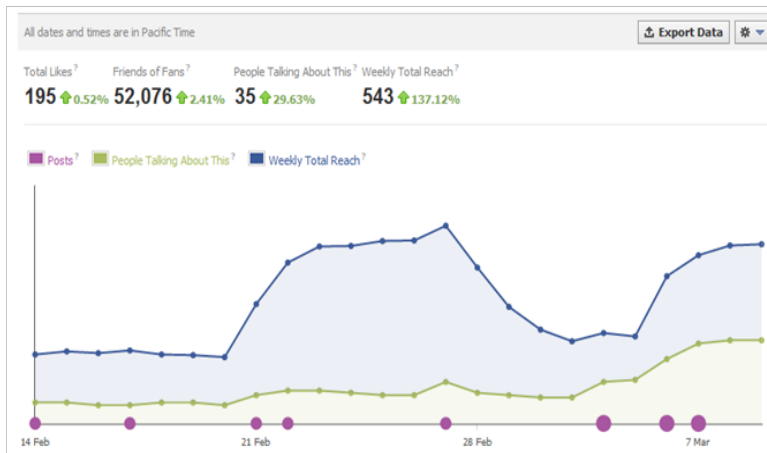 All dates and times are in Pacific Time Export Data
Total Likes? Friends of Fans? People Talking About This? Weekly Total Reach?
195 0.52% 52,076 2.41% 35 29.63% 543 137.12%
Posts? People Talking About This? Weekly Total Reach?
14 Feb 21 Feb 28 Feb 7 Mar